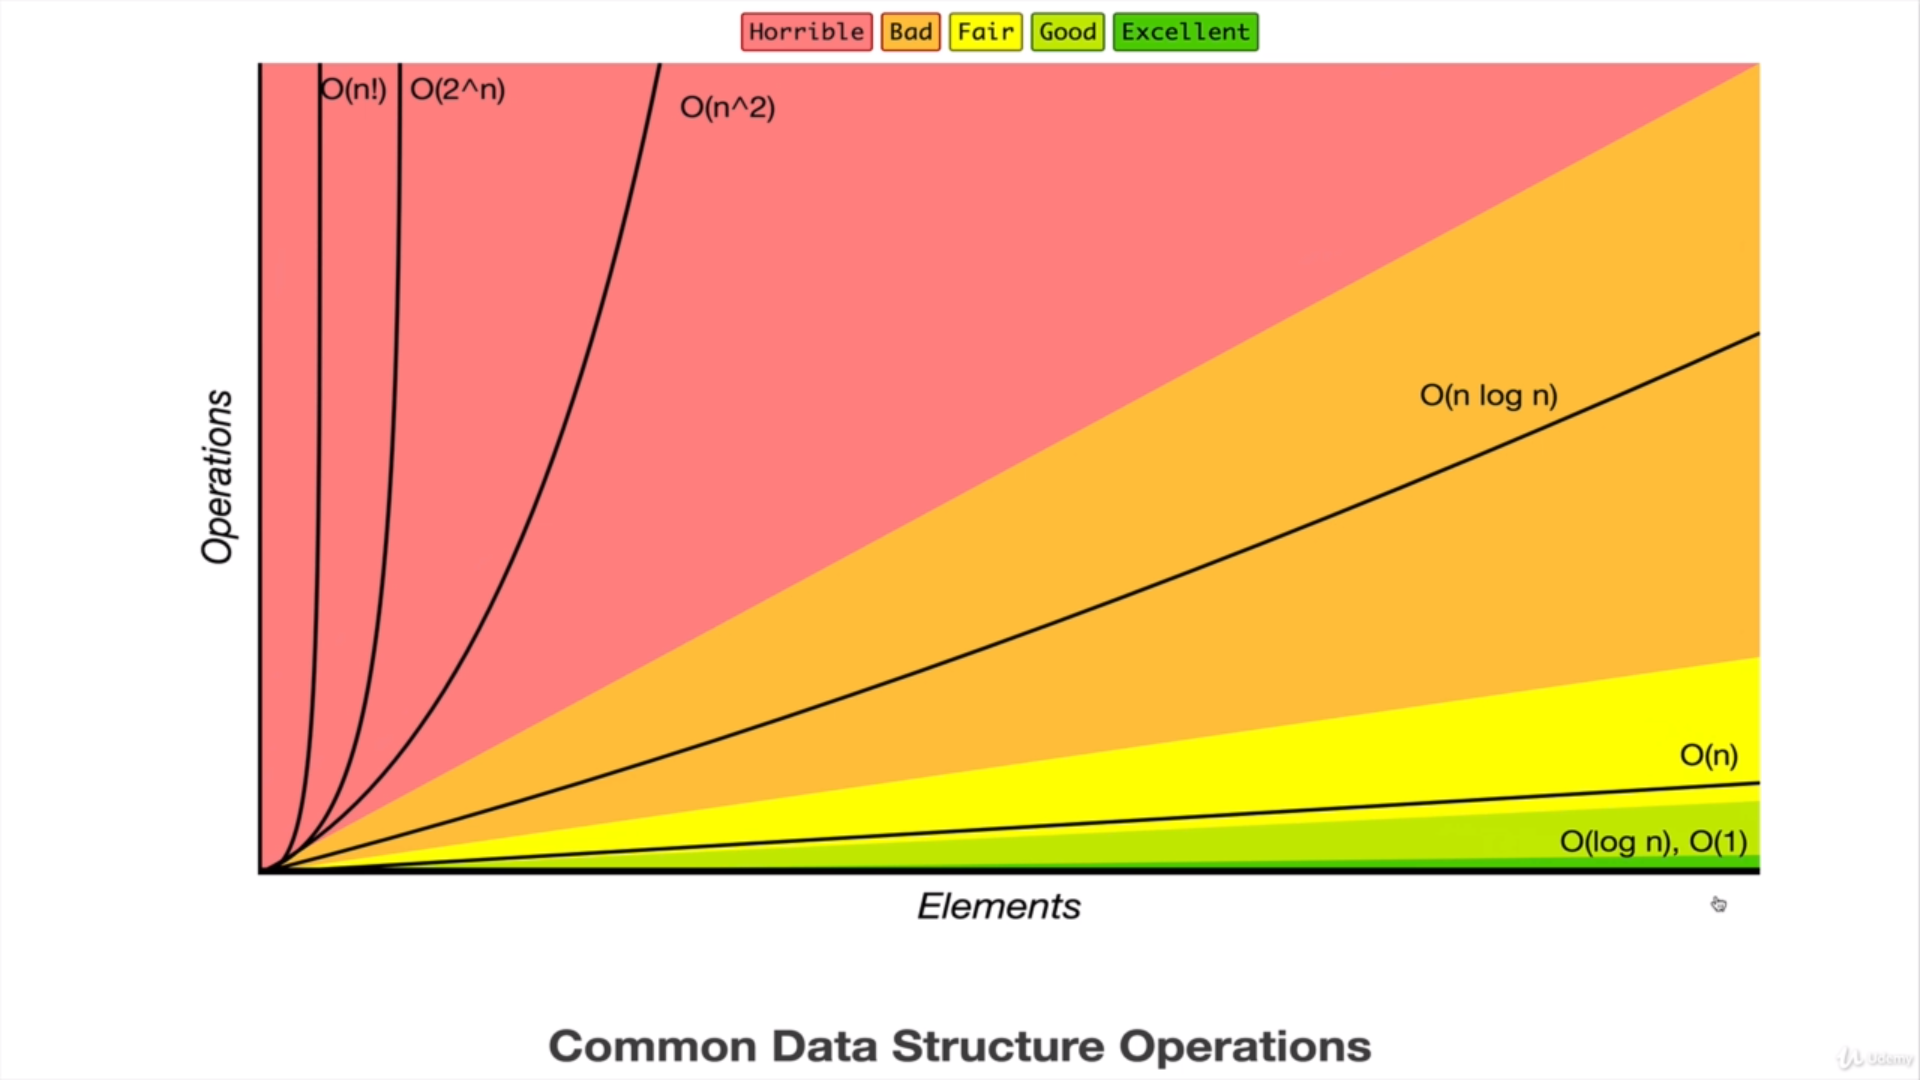 Horrible Bad Fair Good Excellent
O(n!) O(2^n)
O(n^2)
O(n log n)
Operations
O(n)
O(log n), O(1)
Elements
Common Data Structure Operations
Udemy